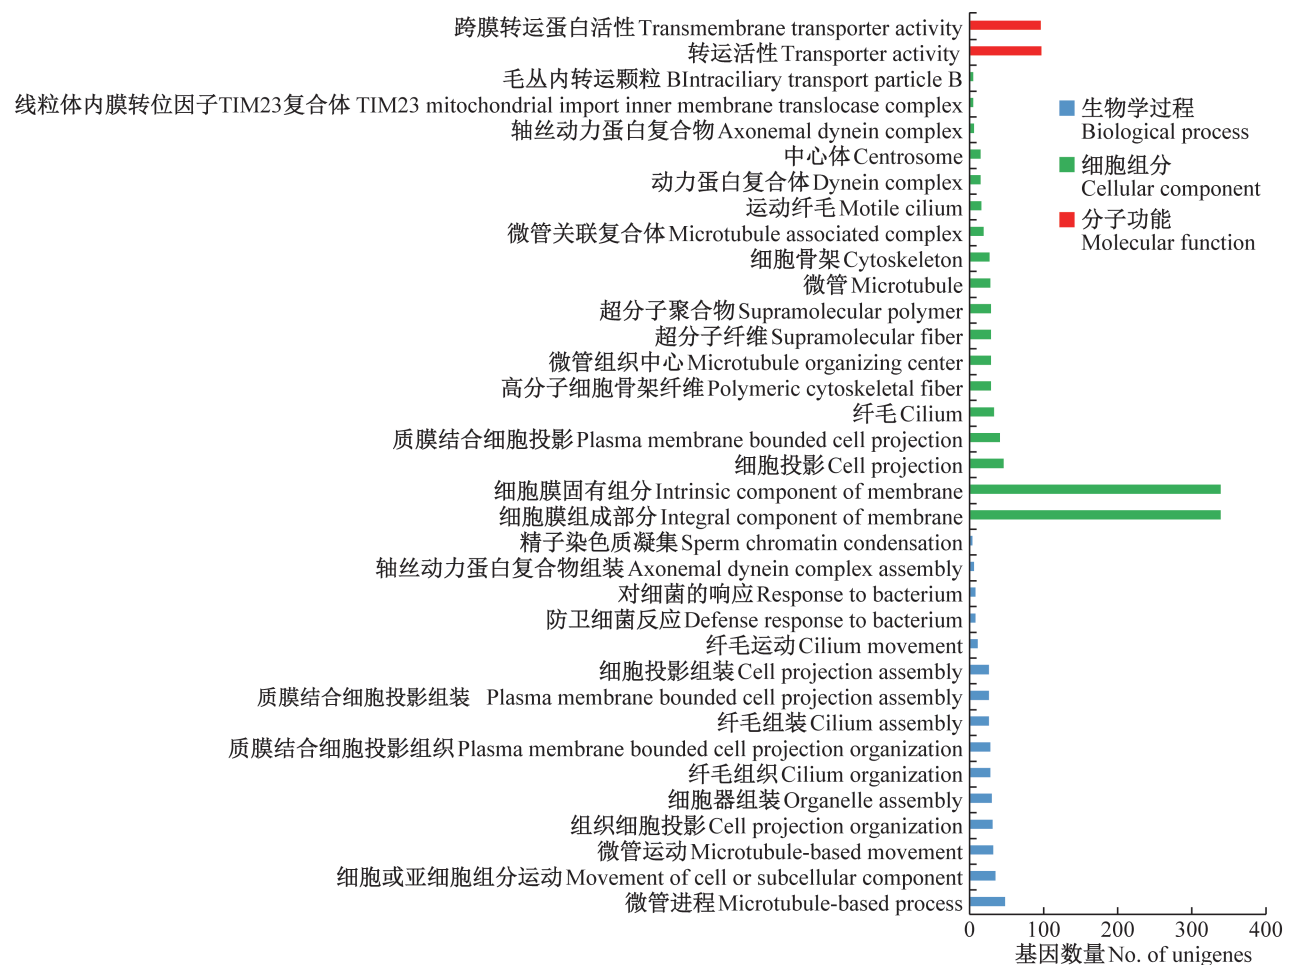 跨膜转运蛋白活性 Transmembrane transporter activity
转运活性 Transporter activity
毛丛内转运颗粒 BIntraciliary transport particle B
线粒体内膜转位因子TIM23复合体 TIM23 mitochondrial import inner membrane translocase complex
轴丝动力蛋白复合物 Axonemal dynein complex
中心体 Centrosome
动力蛋白复合体 Dynein complex
运动纤毛 Motile cilium
微管关联复合体 Microtubule associated complex
细胞骨架 Cytoskeleton
微管 Microtubule
超分子聚合物 Supramolecular polymer
超分子纤维 Supramolecular fiber
微管组织中心 Microtubule organizing center
高分子细胞骨架纤维 Polymeric cytoskeletal fiber
纤毛 Cilium
质膜结合细胞投影 Plasma membrane bounded cell projection
细胞投影 Cell projection
细胞膜固有组分 Intrinsic component of membrane
细胞膜组成部分 Integral component of membrane
精子染色质凝集 Sperm chromatin condensation
轴丝动力蛋白复合物组装 Axonemal dynein complex assembly
对细菌的响应 Response to bacterium
防卫细菌反应 Defense response to bacterium
纤毛运动 Cilium movement
细胞投影组装 Cell projection assembly
质膜结合细胞投影组装 Plasma membrane bounded cell projection assembly
纤毛组装 Cilium assembly
质膜结合细胞投影组织 Plasma membrane bounded cell projection organization
纤毛组织 Cilium organization
细胞器组装 Organelle assembly
组织细胞投影 Cell projection organization
微管运动 Microtubule-based movement
细胞或亚细胞组分运动 Movement of cell or subcellular component
微管进程 Microtubule-based process
0 100 200 300 400
基因数量 No. of unigenes
生物学过程
Biological process
细胞组分
Cellular component
分子功能
Molecular function